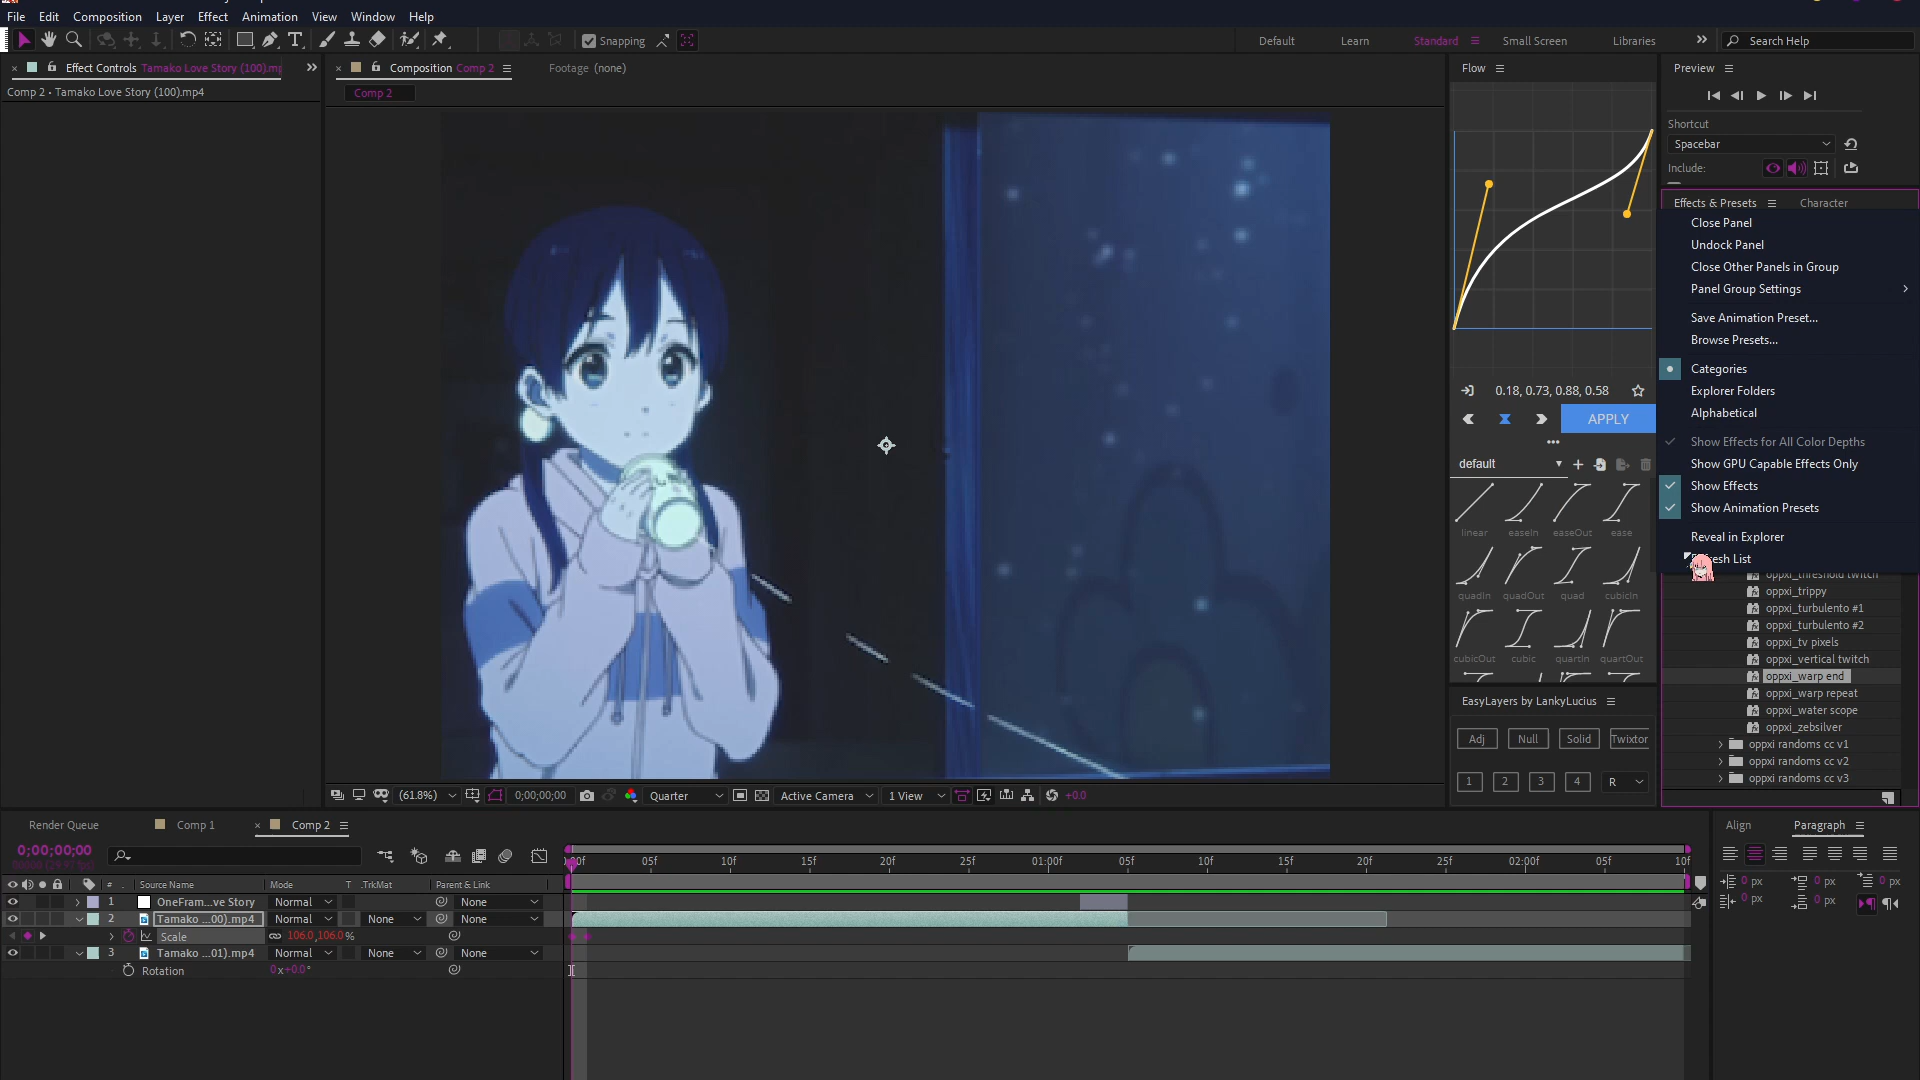 File Edit Composition Layer Effect Animation View Window Help
Snapping
Default Learn Standard Small Screen Libraries Search Help
Effect Controls Tamako Love Story (100).mp
Comp 2 • Tamako Love Story (100).mp4
Composition Comp 2
Footage (none)
Comp 2
Flow
0.18, 0.73, 0.88, 0.58
APPLY
default
linear easeIn easeOut ease
quadIn quadOut quad cubicIn
cubicOut cubic quartIn quartOut
EasyLayers by LankyLucius
Adj Null Solid Twixtor
1 2 3 4 R
Preview
Shortcut
Spacebar
Include:
Effects & Presets Character
Close Panel
Undock Panel
Close Other Panels in Group
Panel Group Settings
Save Animation Preset...
Browse Presets...
Categories
Explorer Folders
Alphabetical
Show Effects for All Color Depths
Show GPU Capable Effects Only
Show Effects
Show Animation Presets
Reveal in Explorer
esh List
oppxi_threshold twitch
oppxi_trippy
oppxi_turbulento #1
oppxi_turbulento #2
oppxi_tv pixels
oppxi_vertical twitch
oppxi_warp end
oppxi_warp repeat
oppxi_water scope
oppxi_zebsilver
oppxi randoms cc v1
oppxi randoms cc v2
oppxi randoms cc v3
(61.8%) 0;00;00;00 Quarter Active Camera 1 View +0.0
Render Queue Comp 1 Comp 2
0;00;00;00
00f 05f 10f 15f 20f 25f 01:00f 05f 10f 15f 20f 25f 02:00f 05f 10f
# Source Name Mode T .TrkMat Parent & Link
1 OneFram...ve Story Normal None
2 Tamako ...00).mp4 Normal None None
Scale 106.0,106.0%
3 Tamako ...01).mp4 Normal None None
Rotation 0x+0.0°
Align Paragraph
0 px 0 px 0 px
0 px 0 px